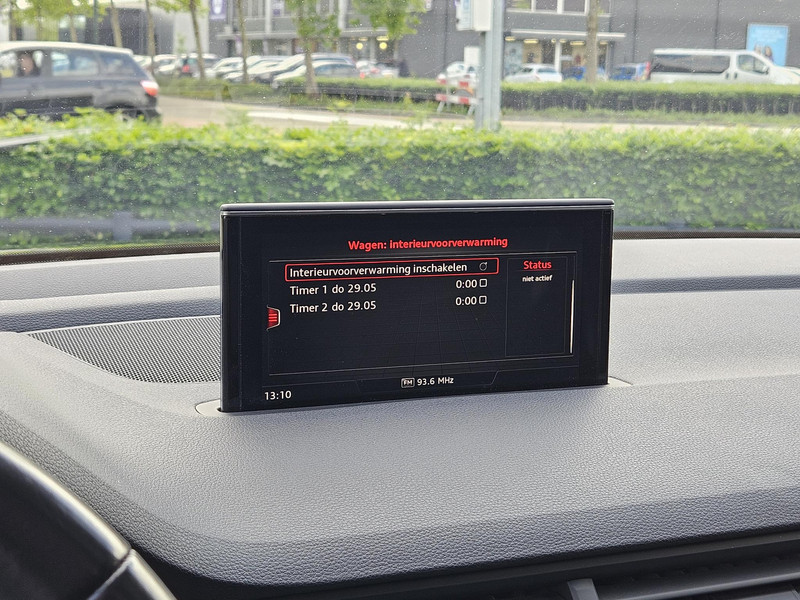 Wagen: interieurvoorverwarming
Interieurvoorverwarming inschakelen
Timer 1 do 29.05 0:00
Timer 2 do 29.05 0:00
Status
niet actief
FM 93.6 MHz
13:10